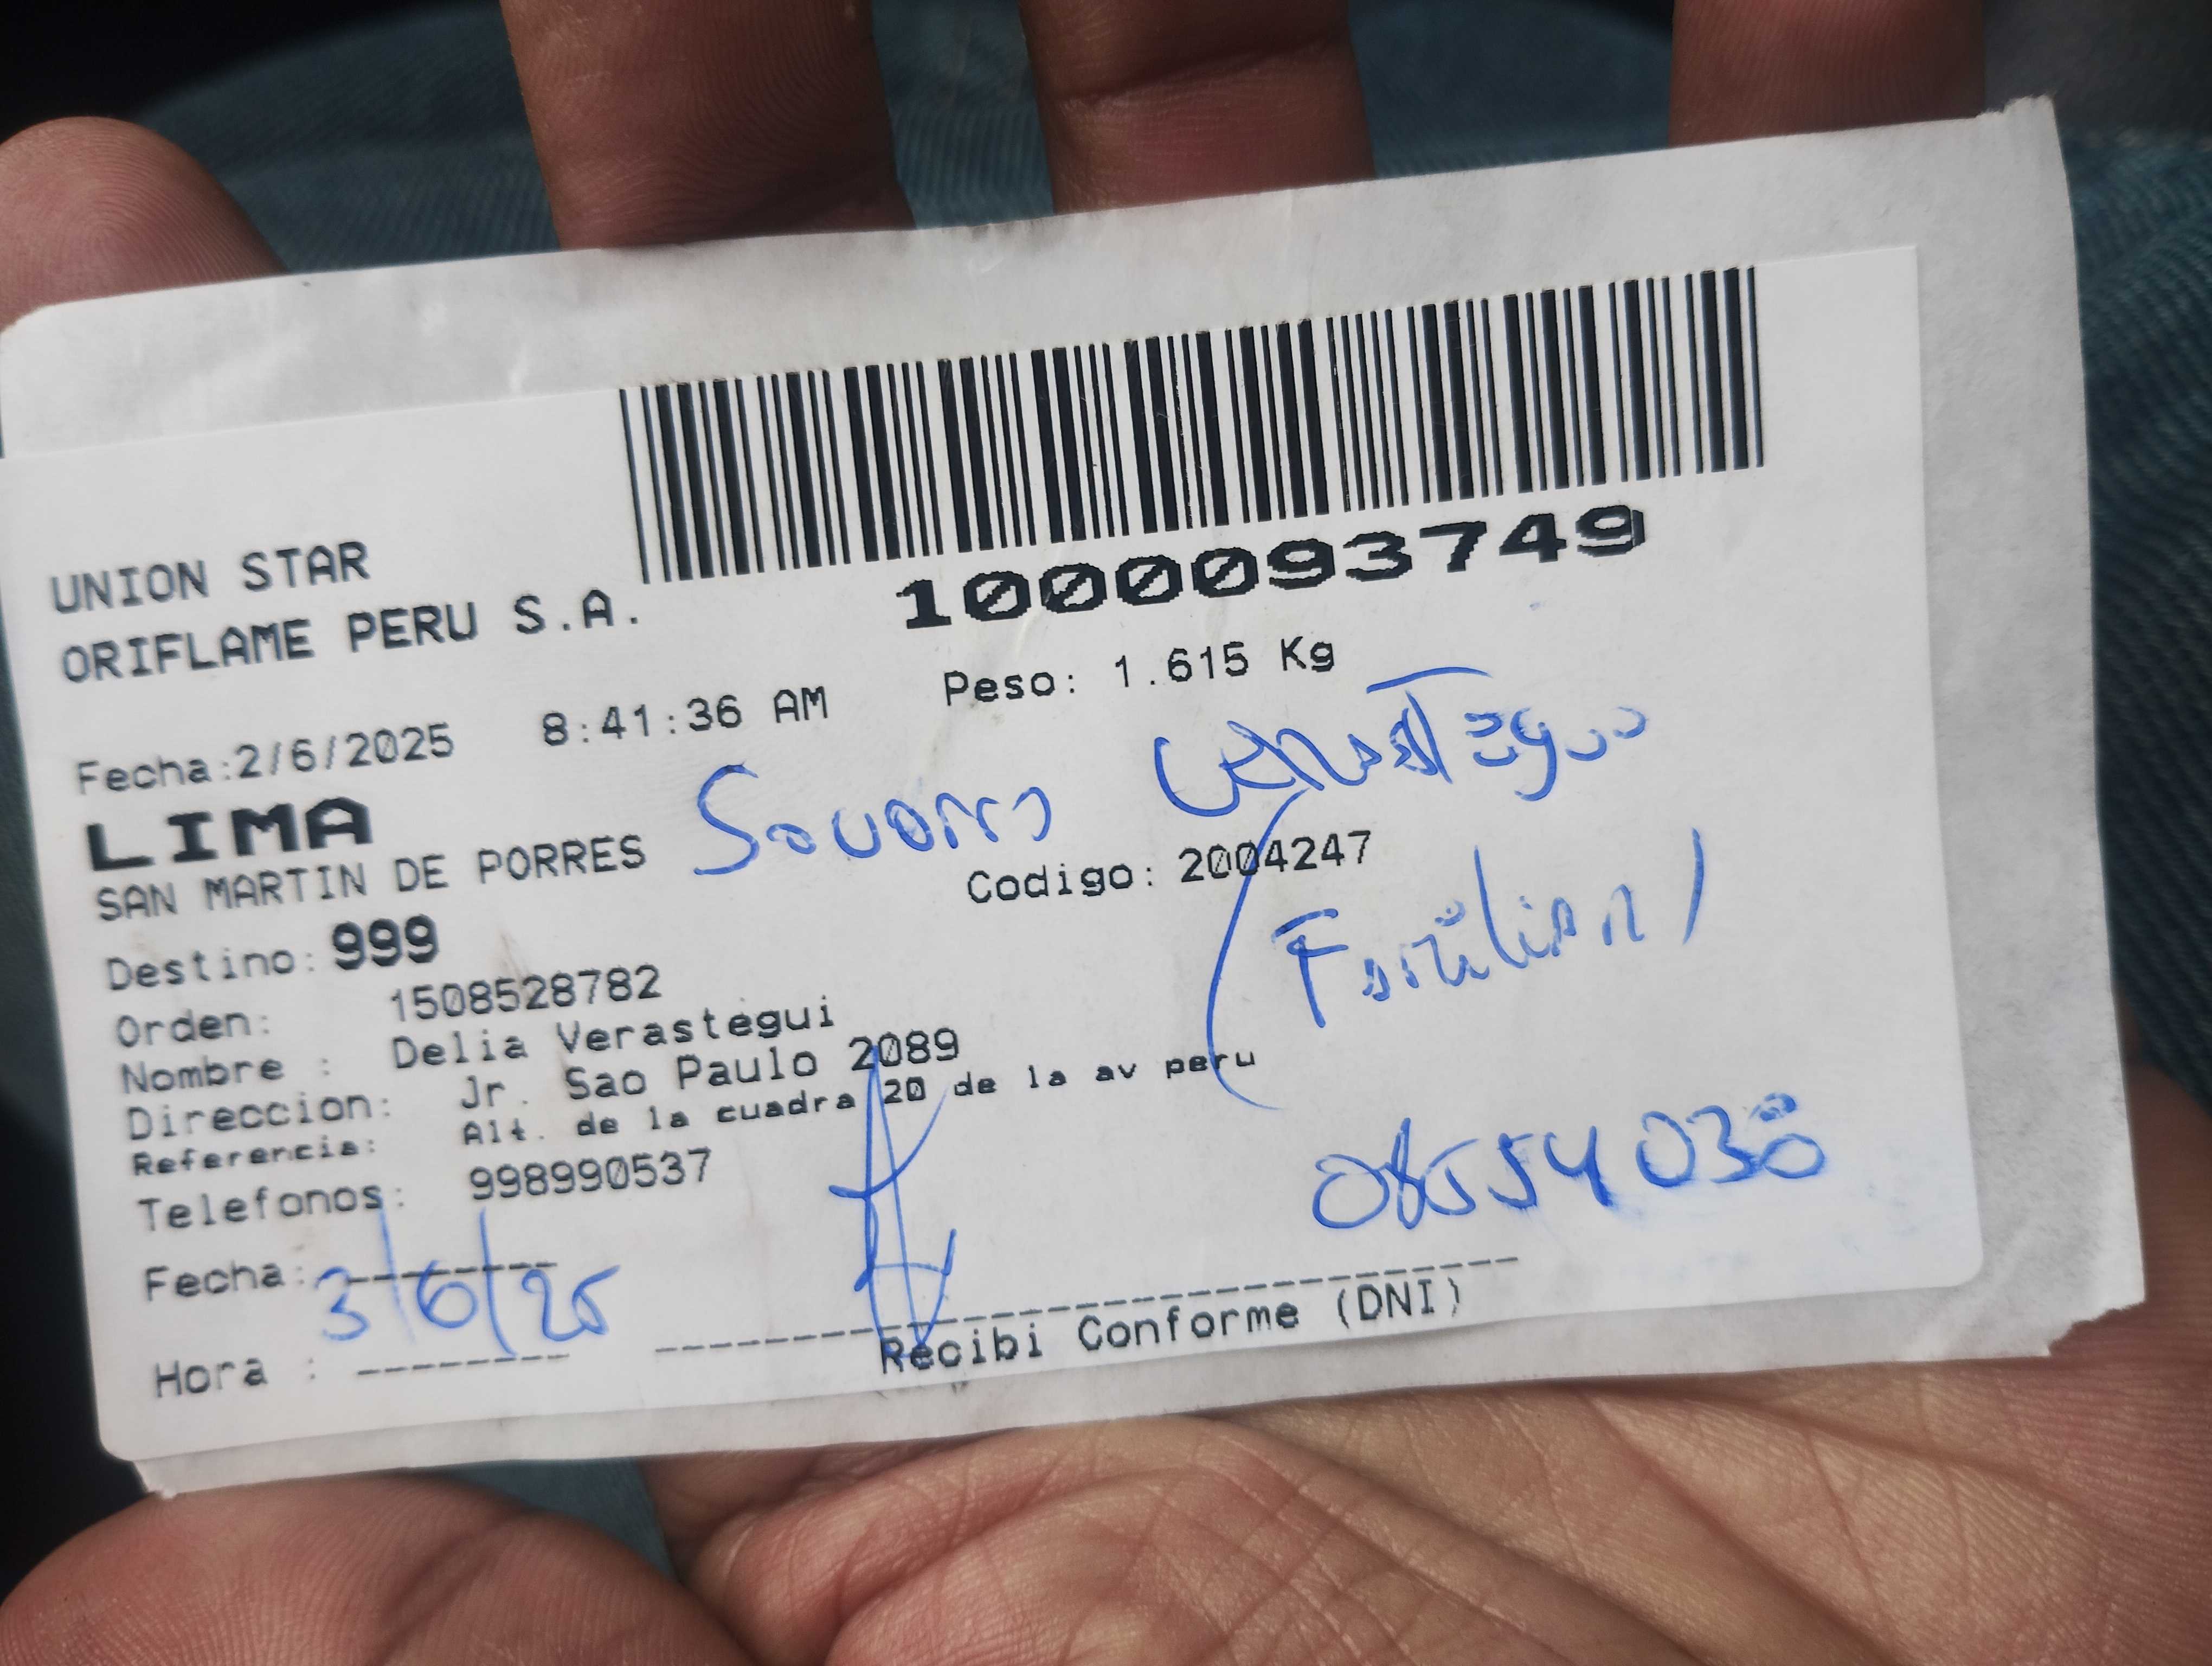 UNION STAR
ORIFLAME PERU S.A.
1000093749
Fecha:2/6/2025 8:41:36 AM Peso: 1.615 Kg
LIMA
SAN MARTIN DE PORRES
Socorro Verastegui
Codigo: 2004247
(Familiar)
Destino: 999
Orden: 1508528782
Nombre : Delia Verastegui
Direccion: Jr. Sao Paulo 2089
Referencia: Alt. de la cuadra 20 de la av peru
Telefonos: 998990537
08554038
Fecha: 3/6/25
Hora :
Recibi Conforme (DNI)